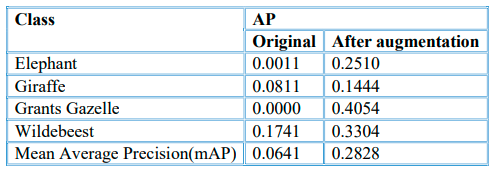 Class AP
Original After augmentation
Elephant 0.0011 0.2510
Giraffe 0.0811 0.1444
Grants Gazelle 0.0000 0.4054
Wildebeest 0.1741 0.3304
Mean Average Precision(mAP) 0.0641 0.2828